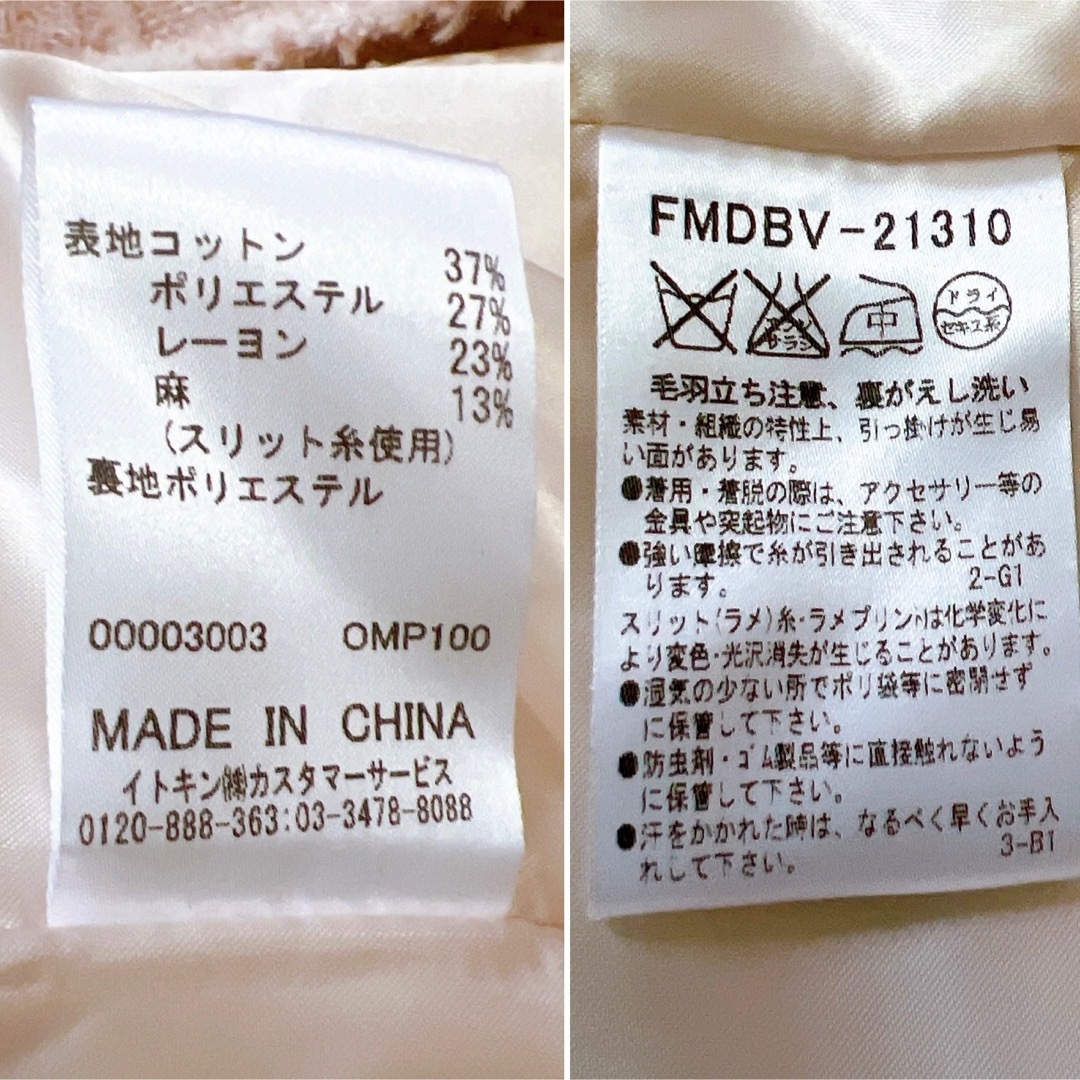 表地コットン 37%
ポリエステル 27%
レーヨン 23%
麻 13%
(スリット糸使用)
裏地ポリエステル
00003003 OMP100
MADE IN CHINA
イトキン㈱カスタマーサービス
0120-888-363:03-3478-8088
FMDBV-21310
エンソ サラシ 中 ドライ セキユ系
毛羽立ち注意、裏がえし洗い
素材・組織の特性上、引っ掛けが生じ易
い面があります。
●着用・着脱の際は、アクセサリー等の
金具や突起物にご注意下さい。
●強い摩擦で糸が引き出されることがあ
ります。 2-G1
スリット(ラメ)糸・ラメプリントは化学変化に
より変色・光沢消失が生じることがあります。
●湿気の少ない所でポリ袋等に密閉せず
に保管して下さい。
●防虫剤・ゴム製品等に直接触れないよう
に保管して下さい。
●汗をかかれた時は、なるべく早くお手入
れして下さい。 3-B1